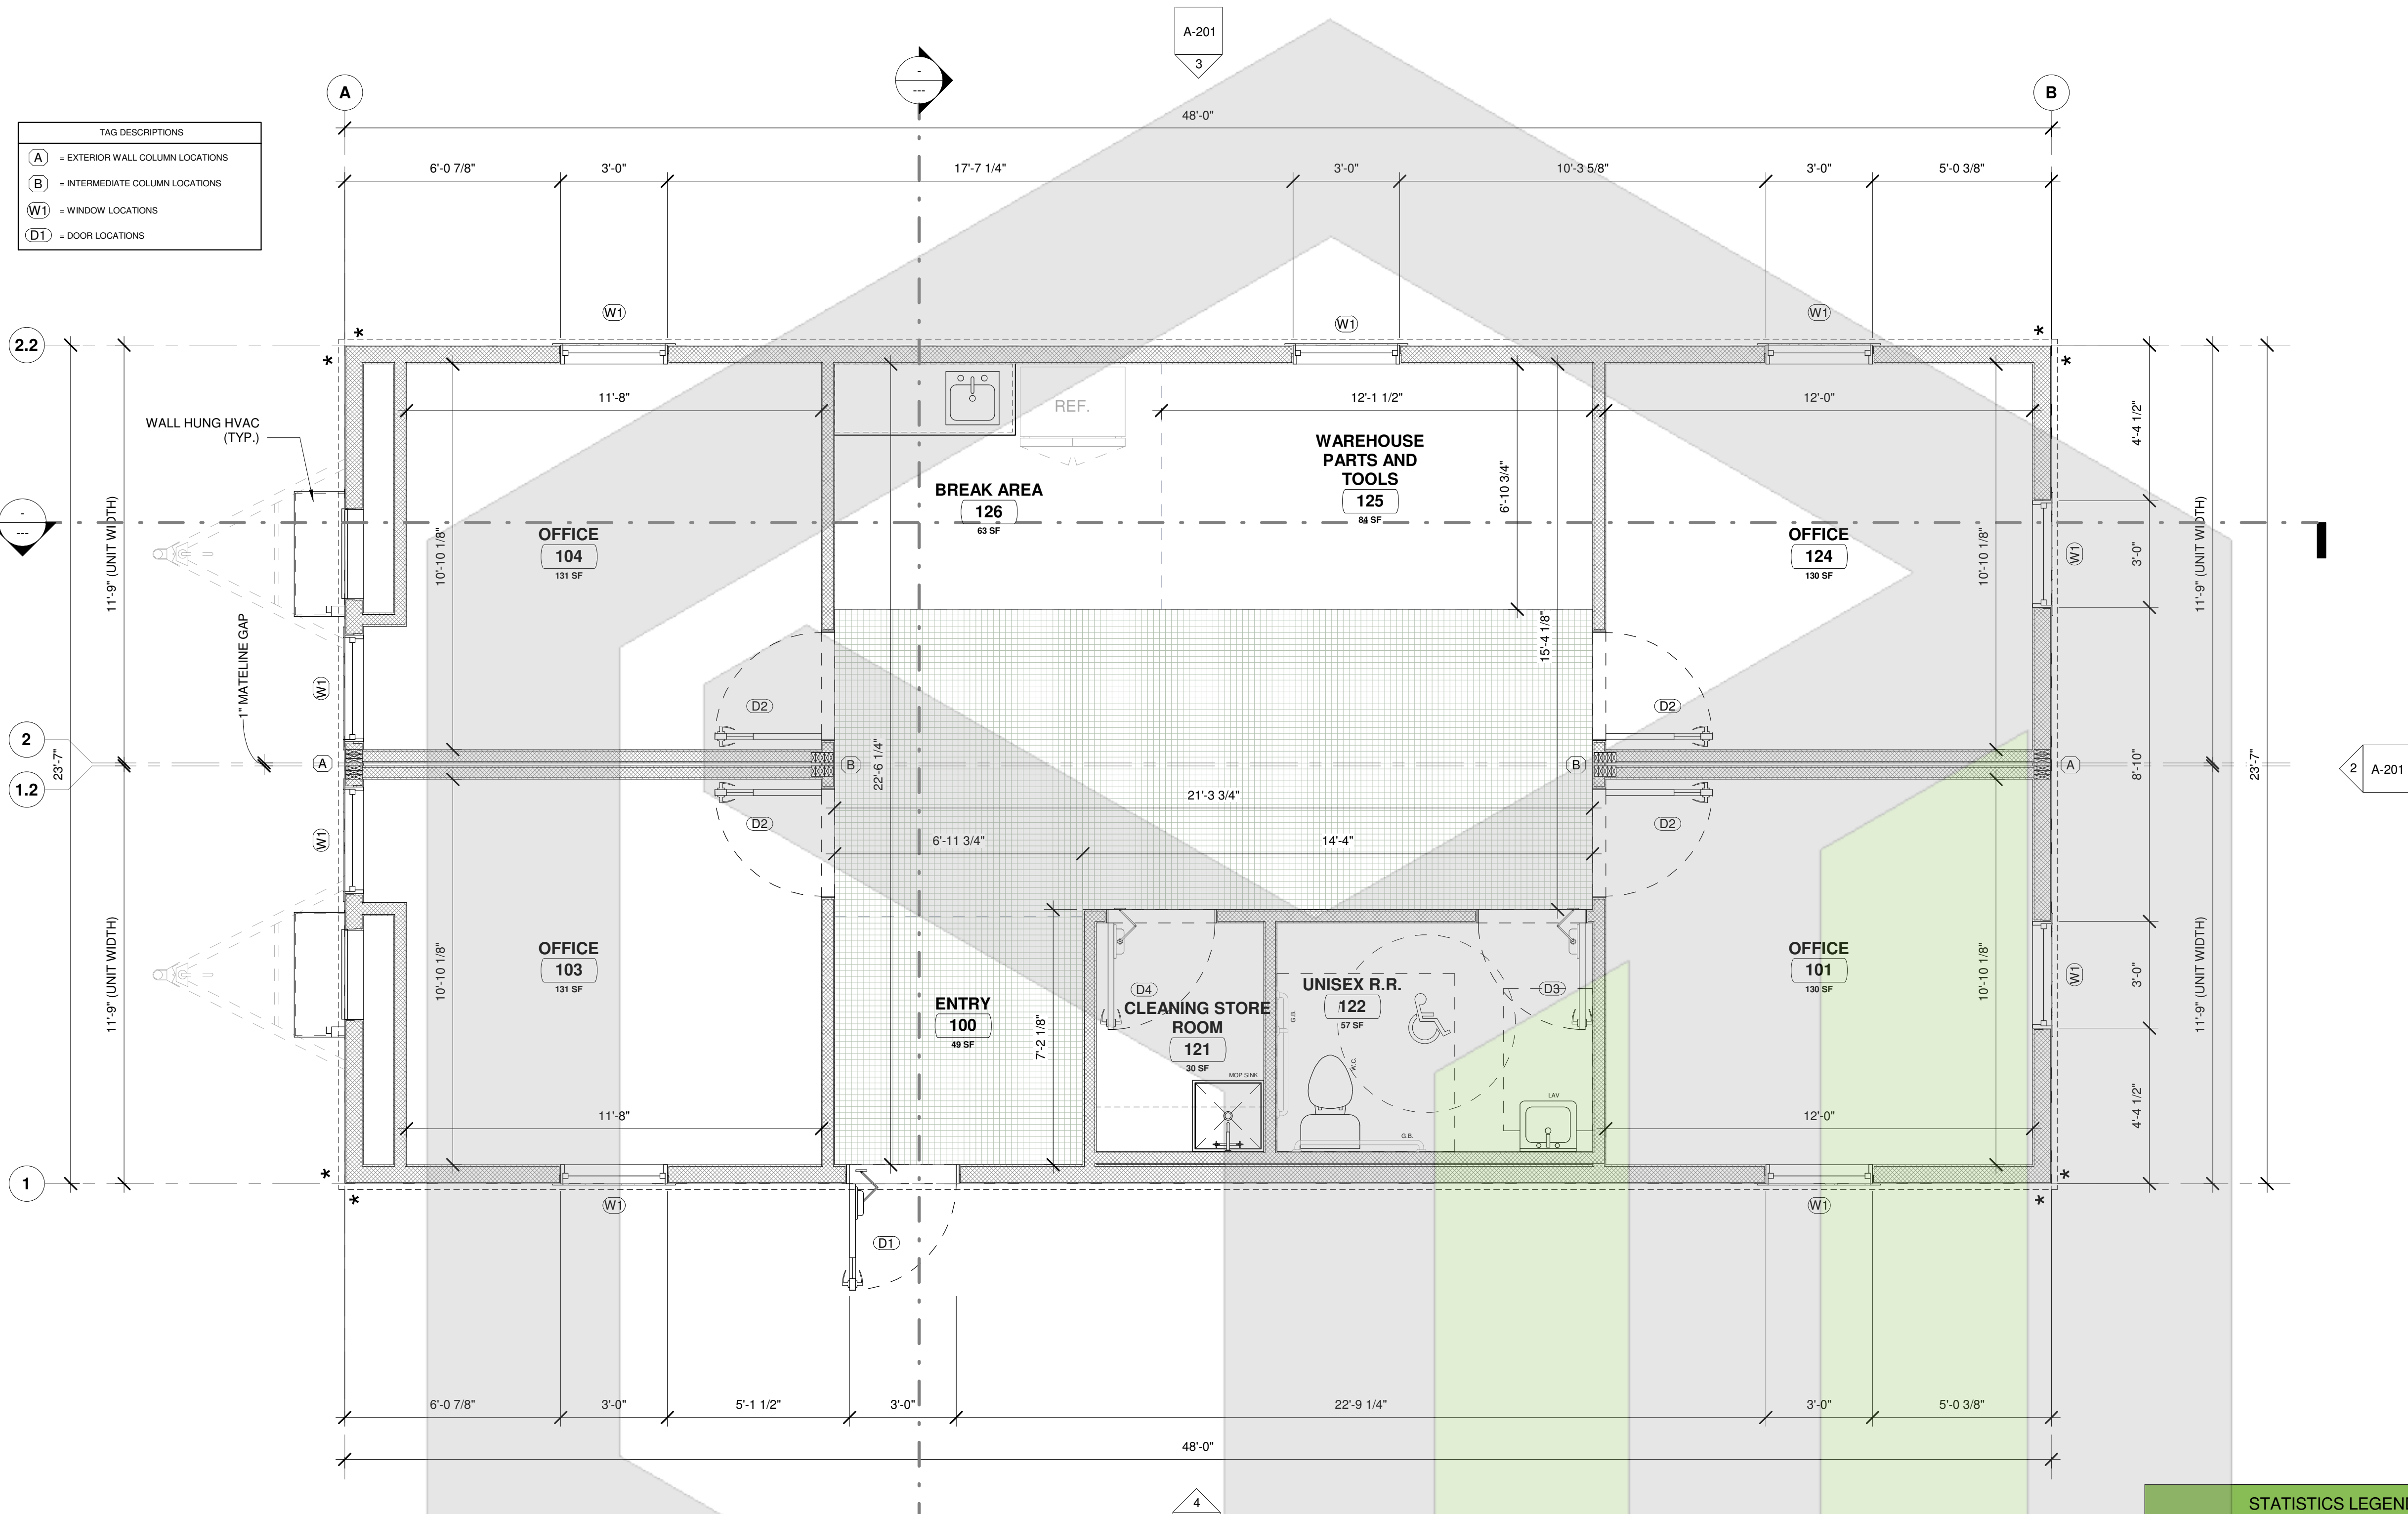 A-201
3
-
---
A
B
48'-0"
TAG DESCRIPTIONS
A = EXTERIOR WALL COLUMN LOCATIONS
B = INTERMEDIATE COLUMN LOCATIONS
W1 = WINDOW LOCATIONS
D1 = DOOR LOCATIONS
6'-0 7/8"
3'-0"
17'-7 1/4"
3'-0"
10'-3 5/8"
3'-0"
5'-0 3/8"
W1
W1
W1
2.2
*
*
*
*
WALL HUNG HVAC
(TYP.)
11'-8"
REF.
12'-1 1/2"
12'-0"
4'-4 1/2"
WAREHOUSE
PARTS AND
TOOLS
125
84 SF
6'-10 3/4"
BREAK AREA
126
63 SF
-
---
11'-9" (UNIT WIDTH)
10'-10 1/8"
OFFICE
104
131 SF
OFFICE
124
130 SF
10'-10 1/8"
W1
3'-0"
11'-9" (UNIT WIDTH)
1" MATELINE GAP
15'-4 1/8"
W1
D2
D2
2
1.2
23'-7"
A
B
22'-6 1/4"
B
A
8'-10"
23'-7"
2
A-201
21'-3 3/4"
W1
D2
D2
6'-11 3/4"
14'-4"
11'-9" (UNIT WIDTH)
10'-10 1/8"
OFFICE
103
131 SF
ENTRY
100
49 SF
7'-2 1/8"
D4
CLEANING STORE
ROOM
121
30 SF
MOP SINK
UNISEX R.R.
122
57 SF
G.B.
W.C.
G.B.
D3
LAV
OFFICE
101
130 SF
10'-10 1/8"
W1
3'-0"
11'-9" (UNIT WIDTH)
4'-4 1/2"
11'-8"
12'-0"
1
*
*
*
*
W1
D1
W1
6'-0 7/8"
3'-0"
5'-1 1/2"
3'-0"
22'-9 1/4"
3'-0"
5'-0 3/8"
48'-0"
4
STATISTICS LEGEN